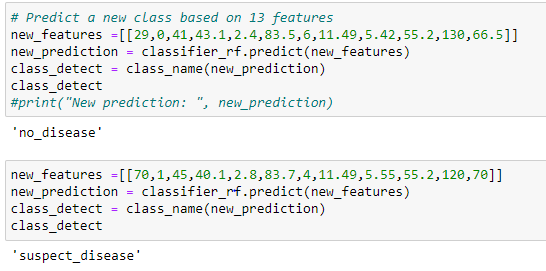 # Predict a new class based on 13 features
new_features =[[29,0,41,43.1,2.4,83.5,6,11.49,5.42,55.2,130,66.5]]
new_prediction = classifier_rf.predict(new_features)
class_detect = class_name(new_prediction)
class_detect
#print("New prediction: ", new_prediction)
'no_disease'
new_features =[[70,1,45,40.1,2.8,83.7,4,11.49,5.55,55.2,120,70]]
new_prediction = classifier_rf.predict(new_features)
class_detect = class_name(new_prediction)
class_detect
'suspect_disease'